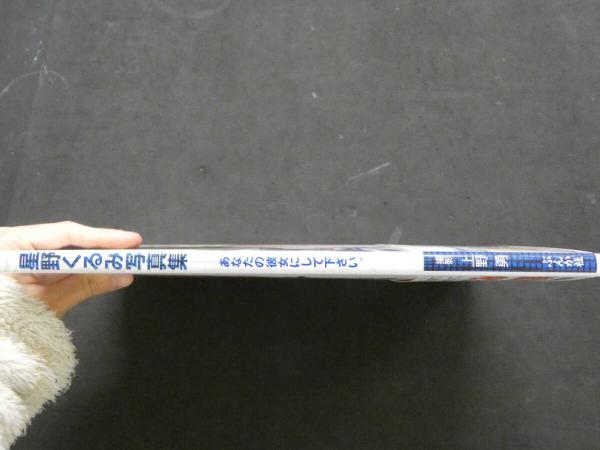 星野くるみ写真集
あなたの彼女にして下さい。
撮影 上野 勇
ぶんか社